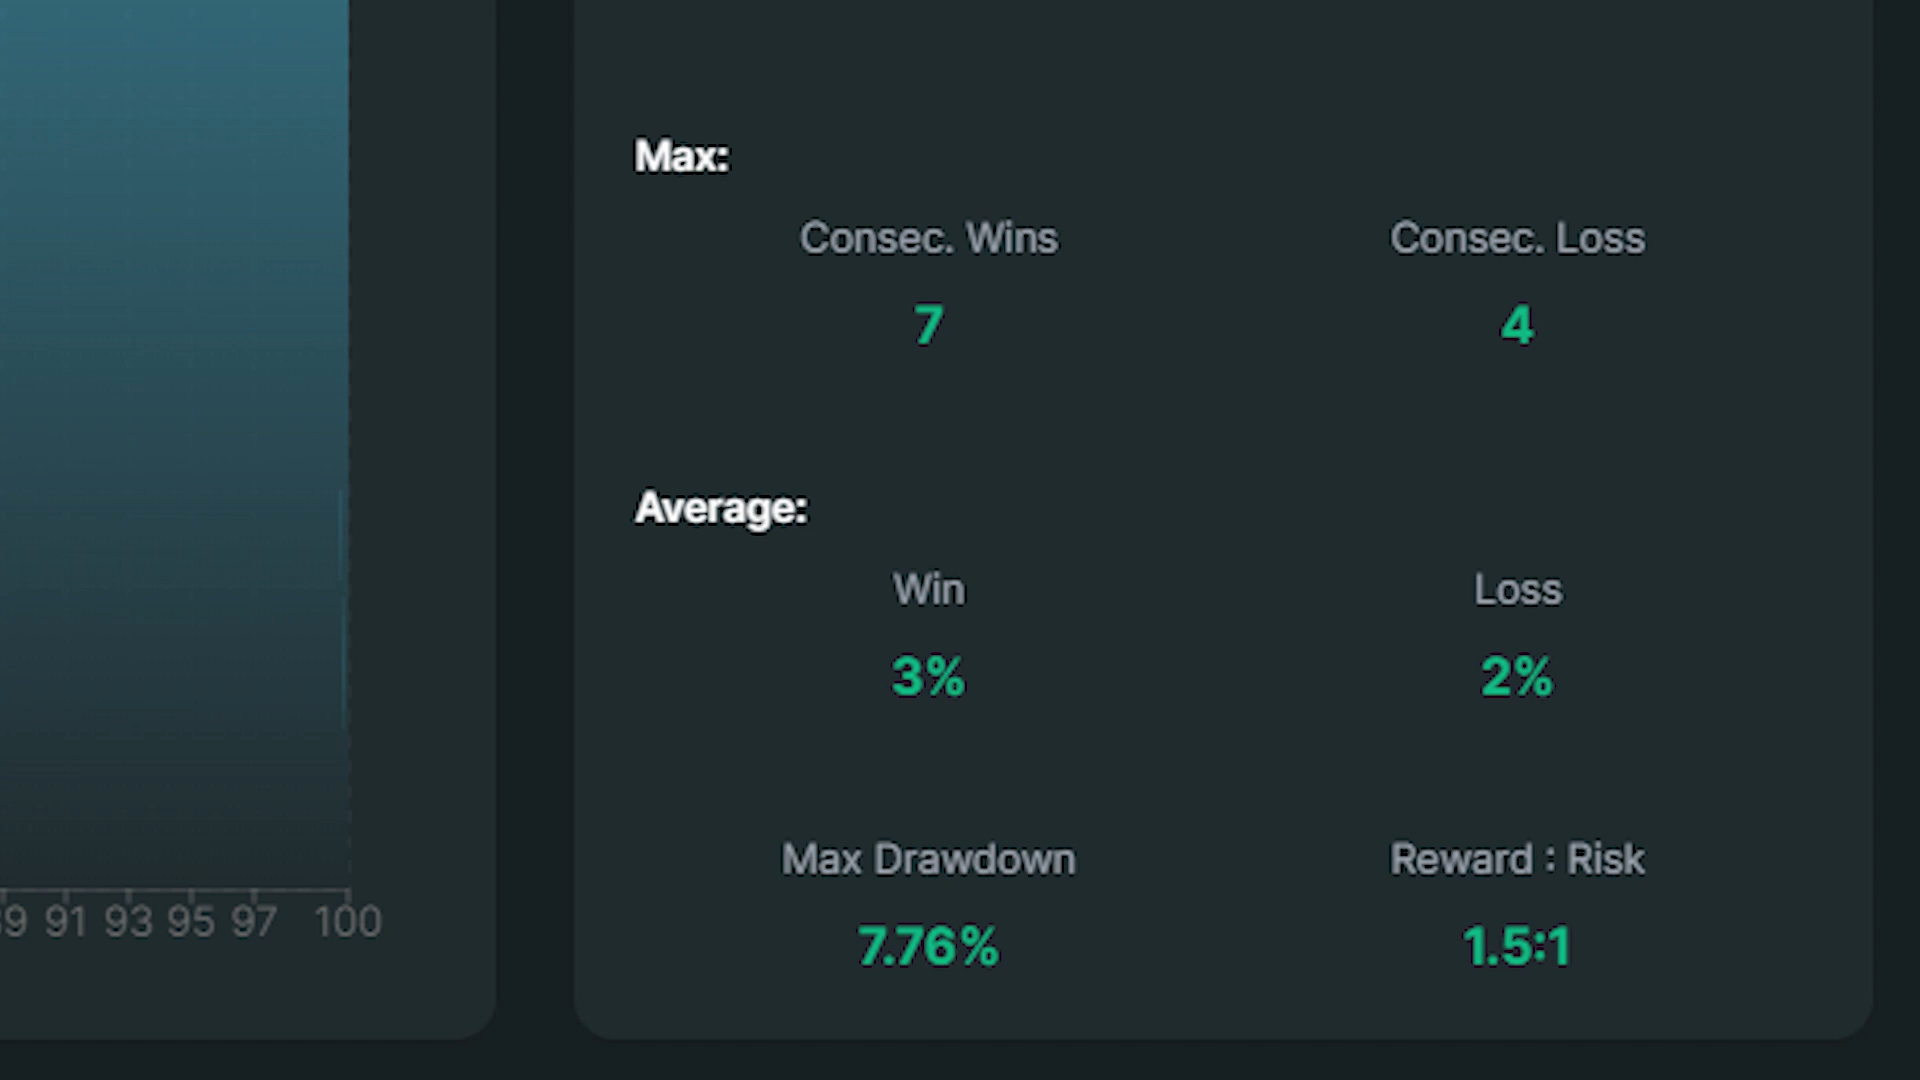 Max:
Consec. Wins Consec. Loss
7 4
Average:
Win Loss
3% 2%
Max Drawdown Reward : Risk
7.76% 1.5:1
91 93 95 97 100